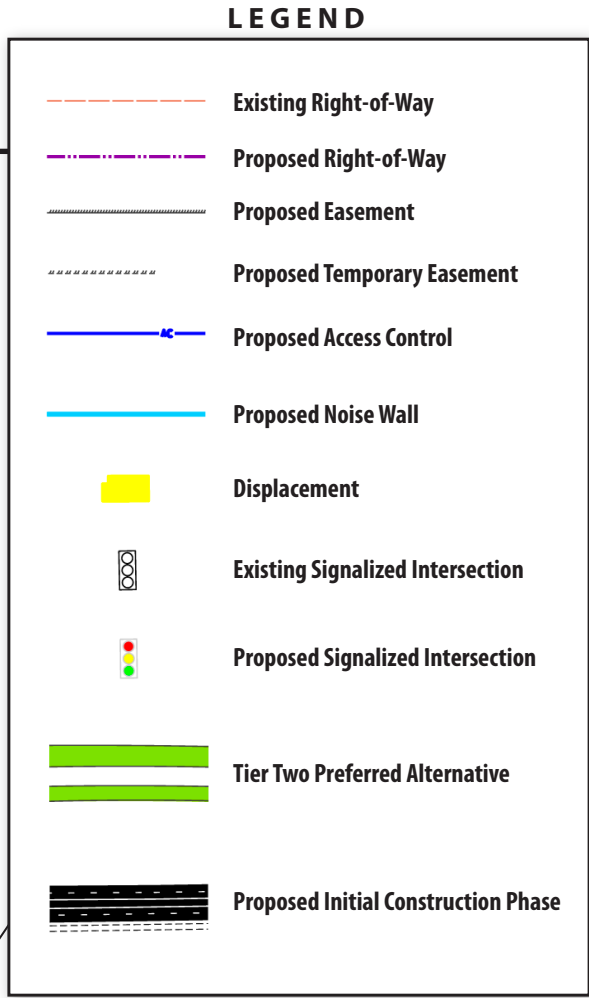 LEGEND
Existing Right-of-Way
Proposed Right-of-Way
Proposed Easement
Proposed Temporary Easement
AC Proposed Access Control
Proposed Noise Wall
Displacement
Existing Signalized Intersection
Proposed Signalized Intersection
Tier Two Preferred Alternative
Proposed Initial Construction Phase